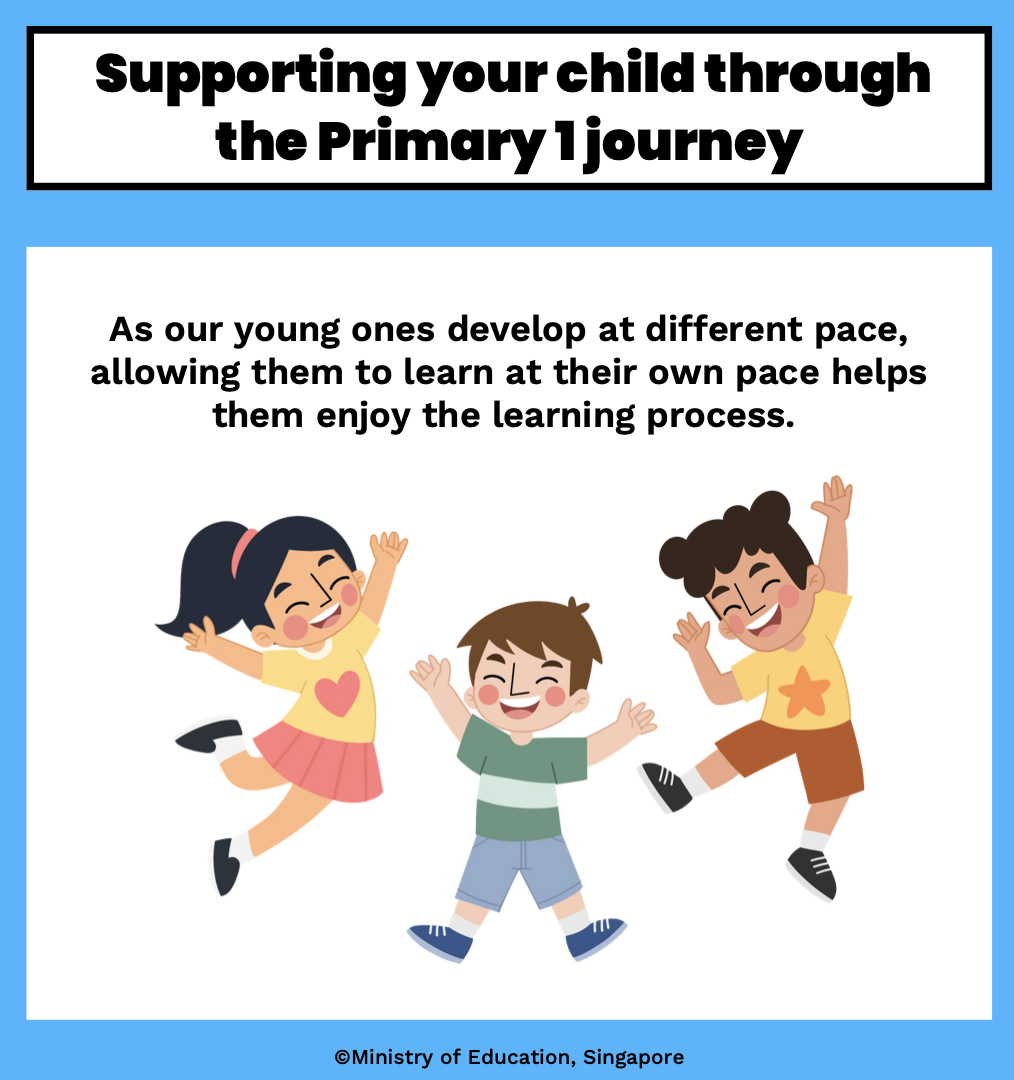 Supporting your child through
the Primary 1 journey
As our young ones develop at different pace,
allowing them to learn at their own pace helps
them enjoy the learning process.
©Ministry of Education, Singapore